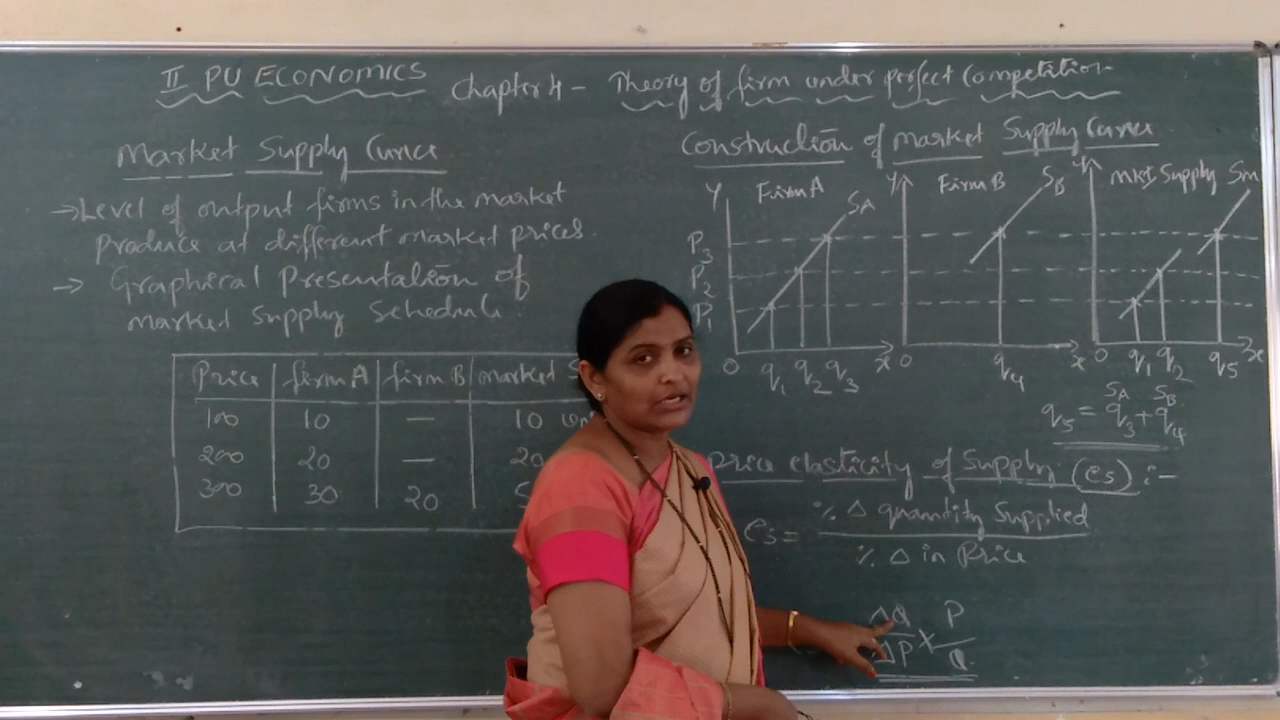 II PU ECONOMICS Chapter 4 - Theory of firm under perfect Competition
Market Supply Curve
→ Level of output firms in the market
produce at different market prices.
→ Graphical Presentation of
market supply schedule.
Price firm A firm B market S
100 10 — 10
200 20 — 20
300 30 20 5
Construction of market Supply Curve
Y Firm A SA
P3
P2
P1
0 q1 q2 q3 x
Y Firm B SB
0 q4 x
Y Mkt Supply Sm
0 q1 q2 q5 x
SA SB
q5 = q3 + q4
Price elasticity of Supply (es) :-
es = % Δ quantity Supplied
% Δ in Price
ΔQ P
ΔP × Q